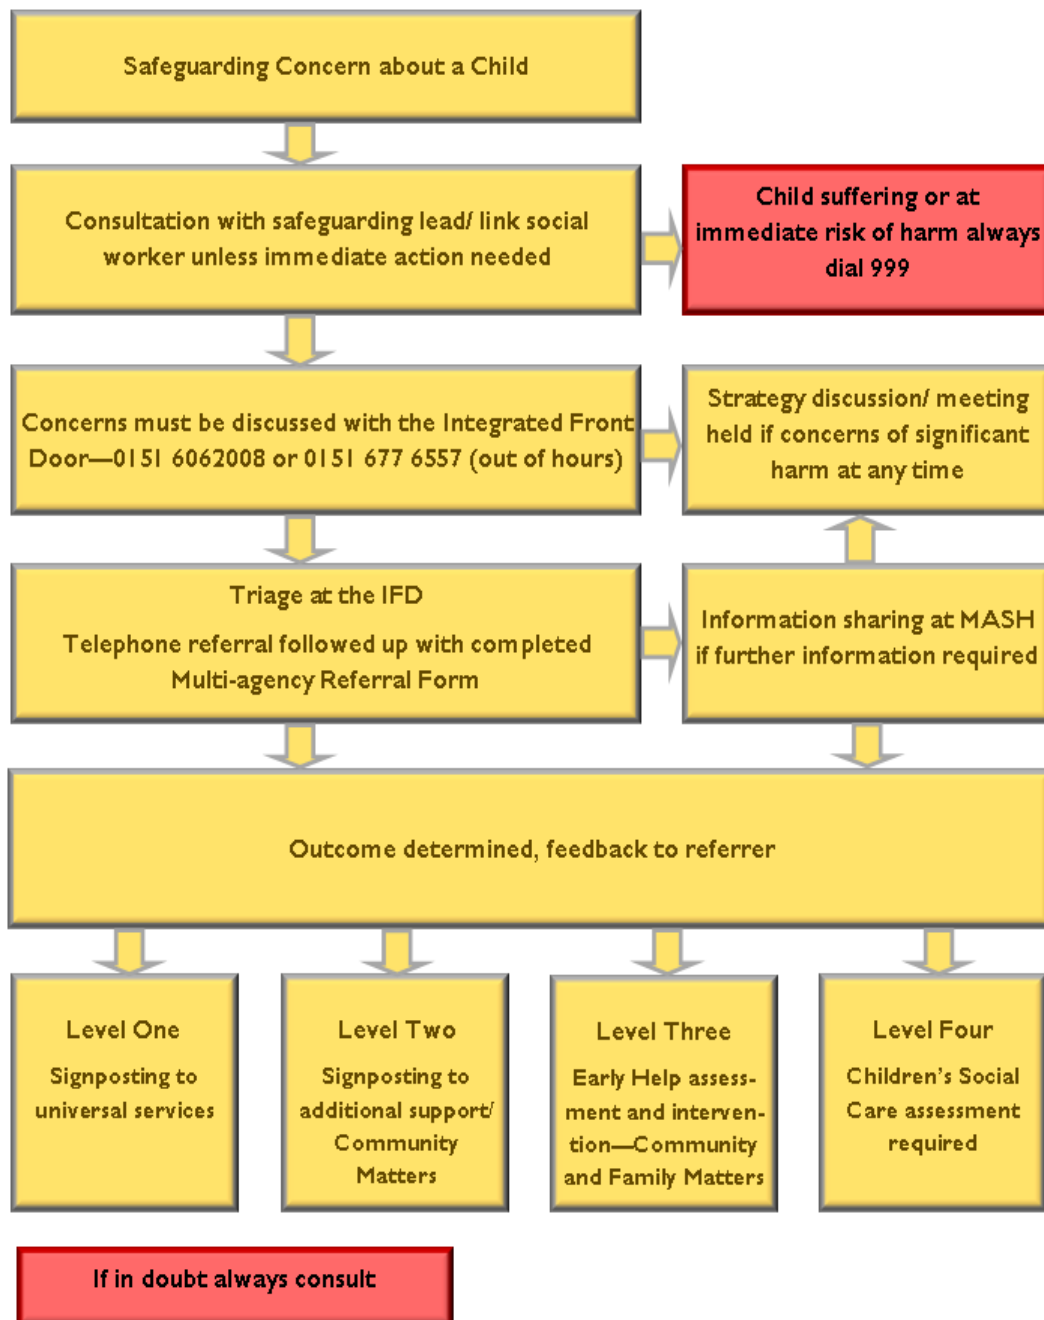 Safeguarding Concern about a Child
Consultation with safeguarding lead/ link social
worker unless immediate action needed
Child suffering or at
immediate risk of harm always
dial 999
Concerns must be discussed with the Integrated Front
Door—0151 6062008 or 0151 677 6557 (out of hours)
Strategy discussion/ meeting
held if concerns of significant
harm at any time
Triage at the IFD
Telephone referral followed up with completed
Multi-agency Referral Form
Information sharing at MASH
if further information required
Outcome determined, feedback to referrer
Level One
Signposting to
universal services
Level Two
Signposting to
additional support/
Community
Matters
Level Three
Early Help assess-
ment and interven-
tion—Community
and Family Matters
Level Four
Children's Social
Care assessment
required
If in doubt always consult